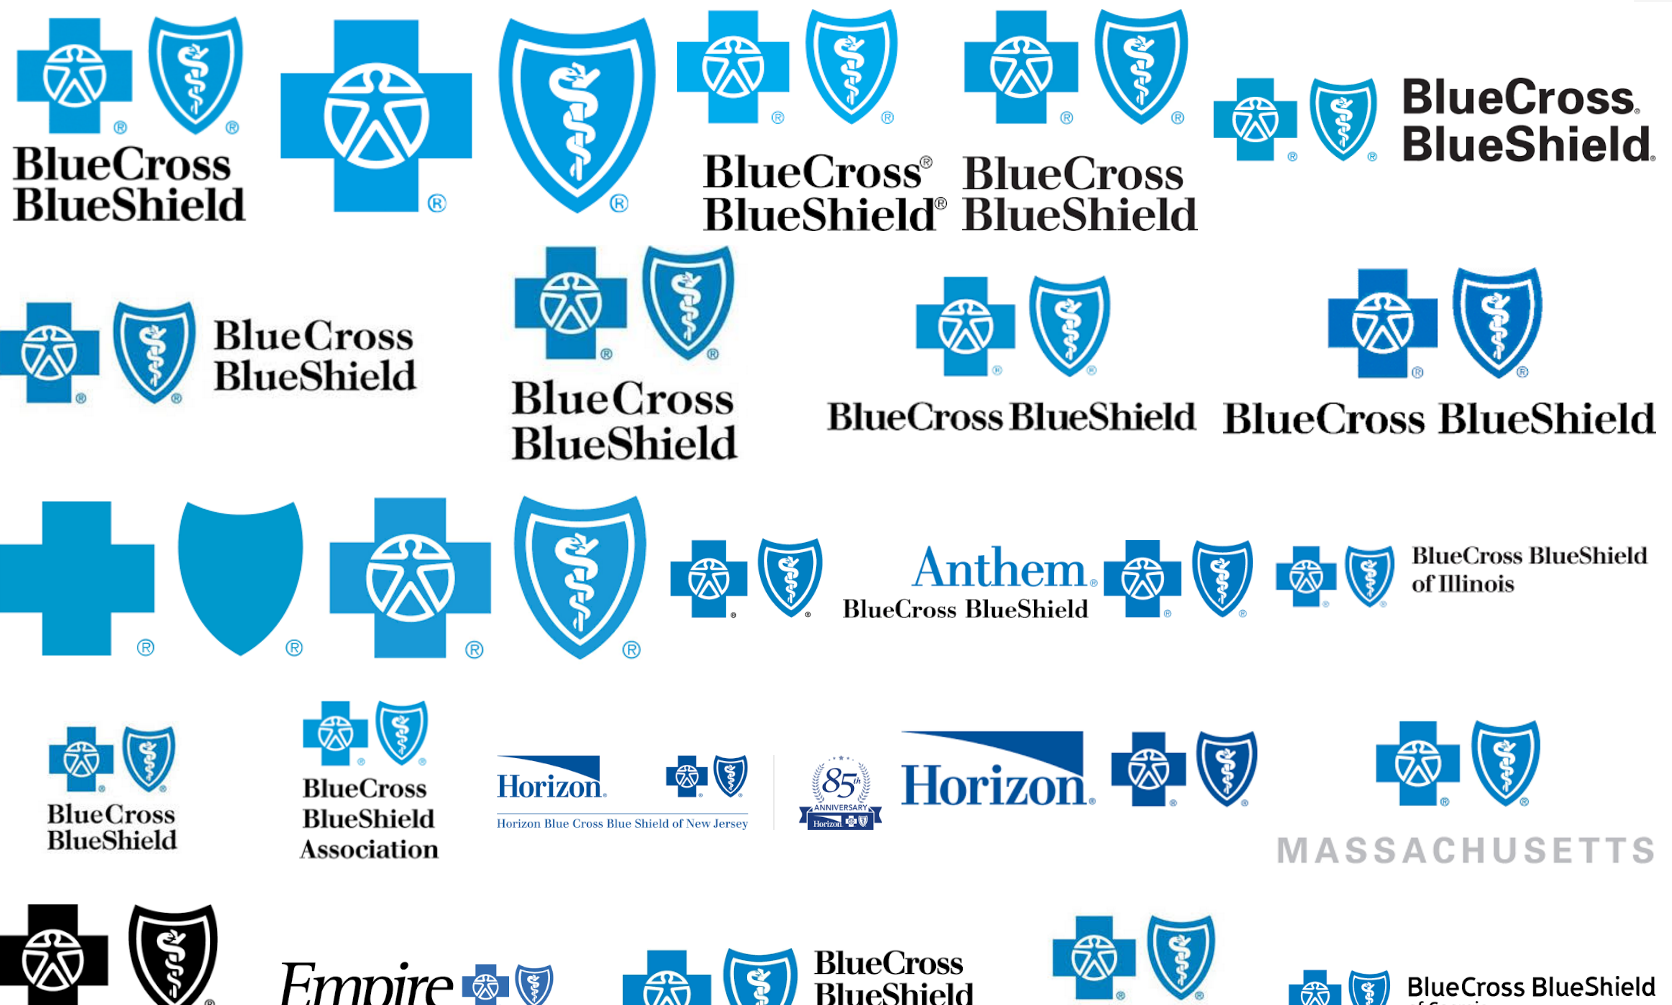 BlueCross
BlueShield
BlueCross®
BlueShield®
BlueCross
BlueShield
BlueCross®
BlueShield®
BlueCross
BlueShield
BlueCross
BlueShield
BlueCross BlueShield
BlueCross BlueShield
Anthem®
BlueCross BlueShield
BlueCross BlueShield
of Illinois
BlueCross
BlueShield
BlueCross
BlueShield
Association
Horizon®
Horizon Blue Cross Blue Shield of New Jersey
85th
ANNIVERSARY
Horizon
Horizon®
MASSACHUSETTS
Empire
BlueCross
BlueShield
BlueCross BlueShield